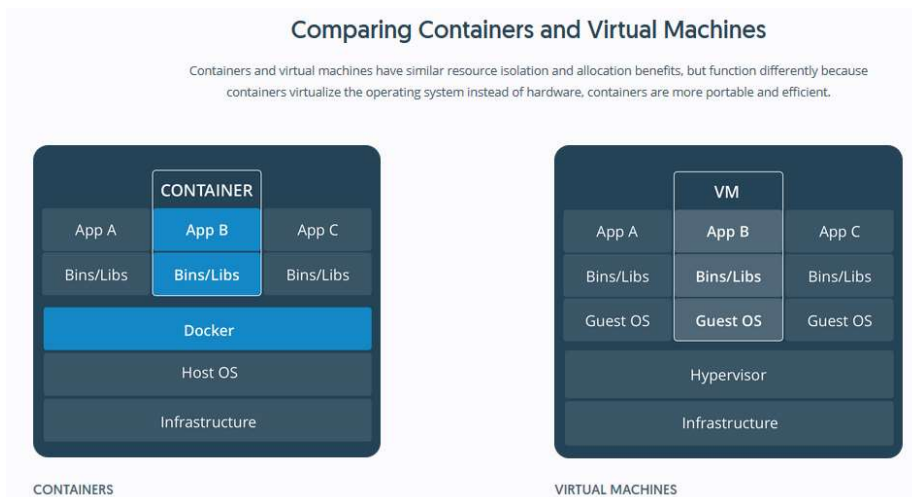 Comparing Containers and Virtual Machines
Containers and virtual machines have similar resource isolation and allocation benefits, but function differently because
containers virtualize the operating system instead of hardware, containers are more portable and efficient.
CONTAINER
App A App B App C
Bins/Libs Bins/Libs Bins/Libs
Docker
Host OS
Infrastructure
CONTAINERS
VM
App A App B App C
Bins/Libs Bins/Libs Bins/Libs
Guest OS Guest OS Guest OS
Hypervisor
Infrastructure
VIRTUAL MACHINES